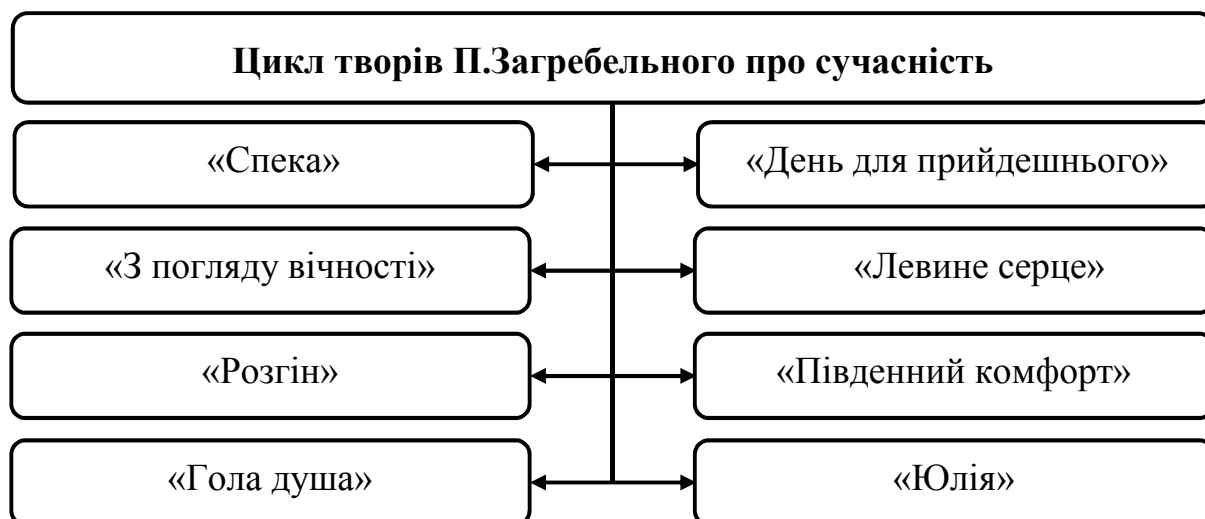 Цикл творів П.Загребельного про сучасність
«Спека»
«День для прийдешнього»
«З погляду вічності»
«Левине серце»
«Розгін»
«Південний комфорт»
«Гола душа»
«Юлія»